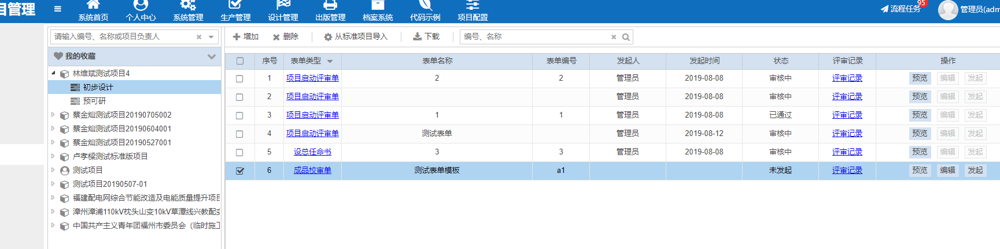 目管理
系统首页 个人中心 系统管理 生产管理 设计管理 出版管理 档案系统 代码示例 项目配置
流程任务 95 管理员(adm
请输入编号、名称或项目负责人
增加 删除 从标准项目导入 下载 编号、名称
我的收藏
林维斌测试项目4
初步设计
预可研
蔡金灿测试项目20190705002
蔡金灿测试项目20190604001
蔡金灿测试项目20190527001
卢孝樑测试标准版项目
测试项目
测试项目20190507-01
福建配电网综合节能改造及电能质量提升项目
漳州漳浦110kV枕头山变10kV草潭线兴教配变
中国共产主义青年团福州市委员会（临时施工
序号 表单类型 表单名称 表单编号 发起人 发起时间 状态 评审记录 操作
1 项目启动评审单 2 2 管理员 2019-08-08 审核中 评审记录 预览 编辑 发起
2 项目启动评审单 管理员 2019-08-08 审核中 评审记录 预览 编辑 发起
3 项目启动评审单 1 1 管理员 2019-08-08 已通过 评审记录 预览 编辑 发起
4 项目启动评审单 测试表单 管理员 2019-08-12 审核中 评审记录 预览 编辑 发起
5 设总任命书 3 3 管理员 2019-08-08 审核中 评审记录 预览 编辑 发起
6 成品校审单 测试表单模板 a1 未发起 评审记录 预览 编辑 发起